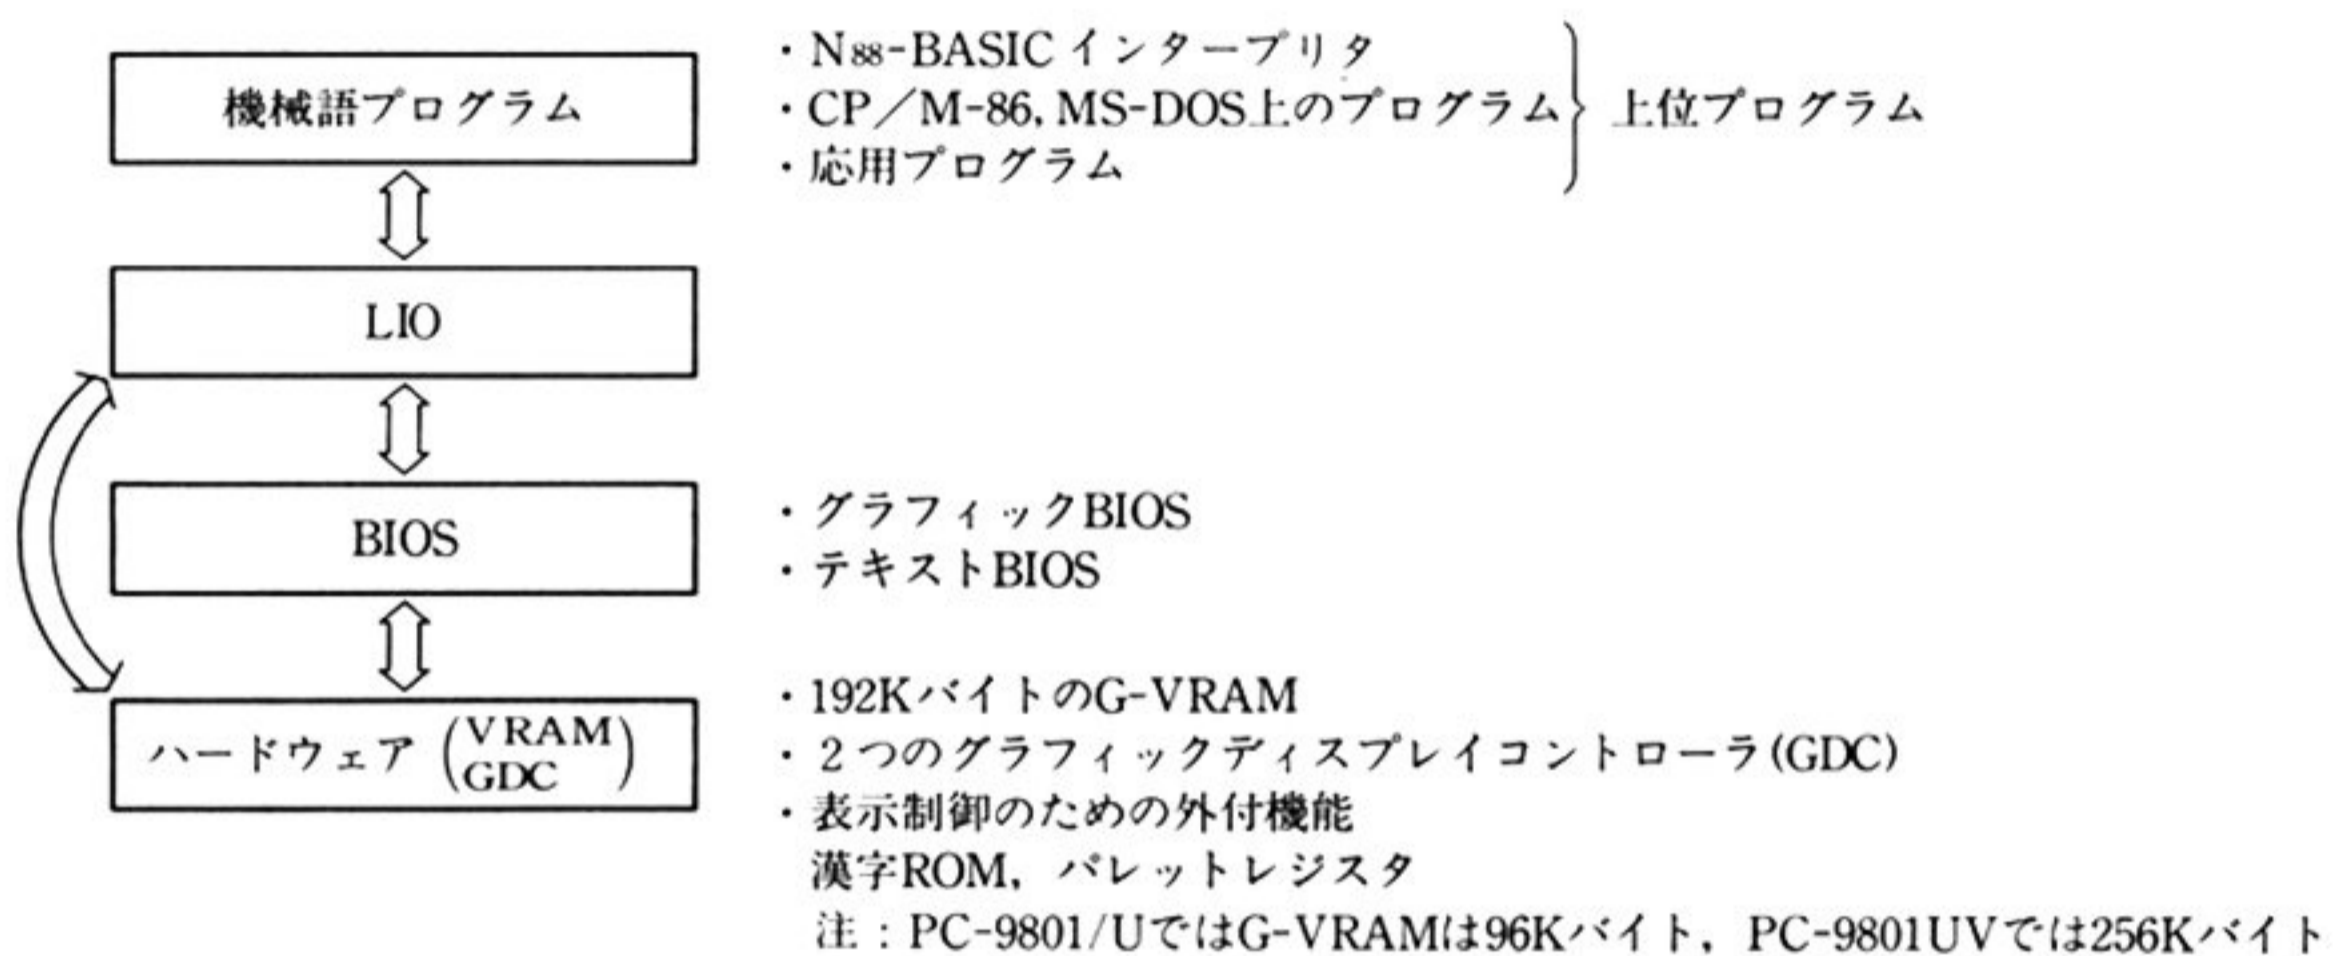 機械語プログラム
・N88-BASICインタープリタ
・CP／M-86, MS-DOS上のプログラム
・応用プログラム
上位プログラム
LIO
BIOS
・グラフィックBIOS
・テキストBIOS
ハードウェア (VRAM
GDC)
・192KバイトのG-VRAM
・2つのグラフィックディスプレイコントローラ(GDC)
・表示制御のための外付機能
漢字ROM，パレットレジスタ
注：PC-9801/UではG-VRAMは96Kバイト，PC-9801UVでは256Kバイト